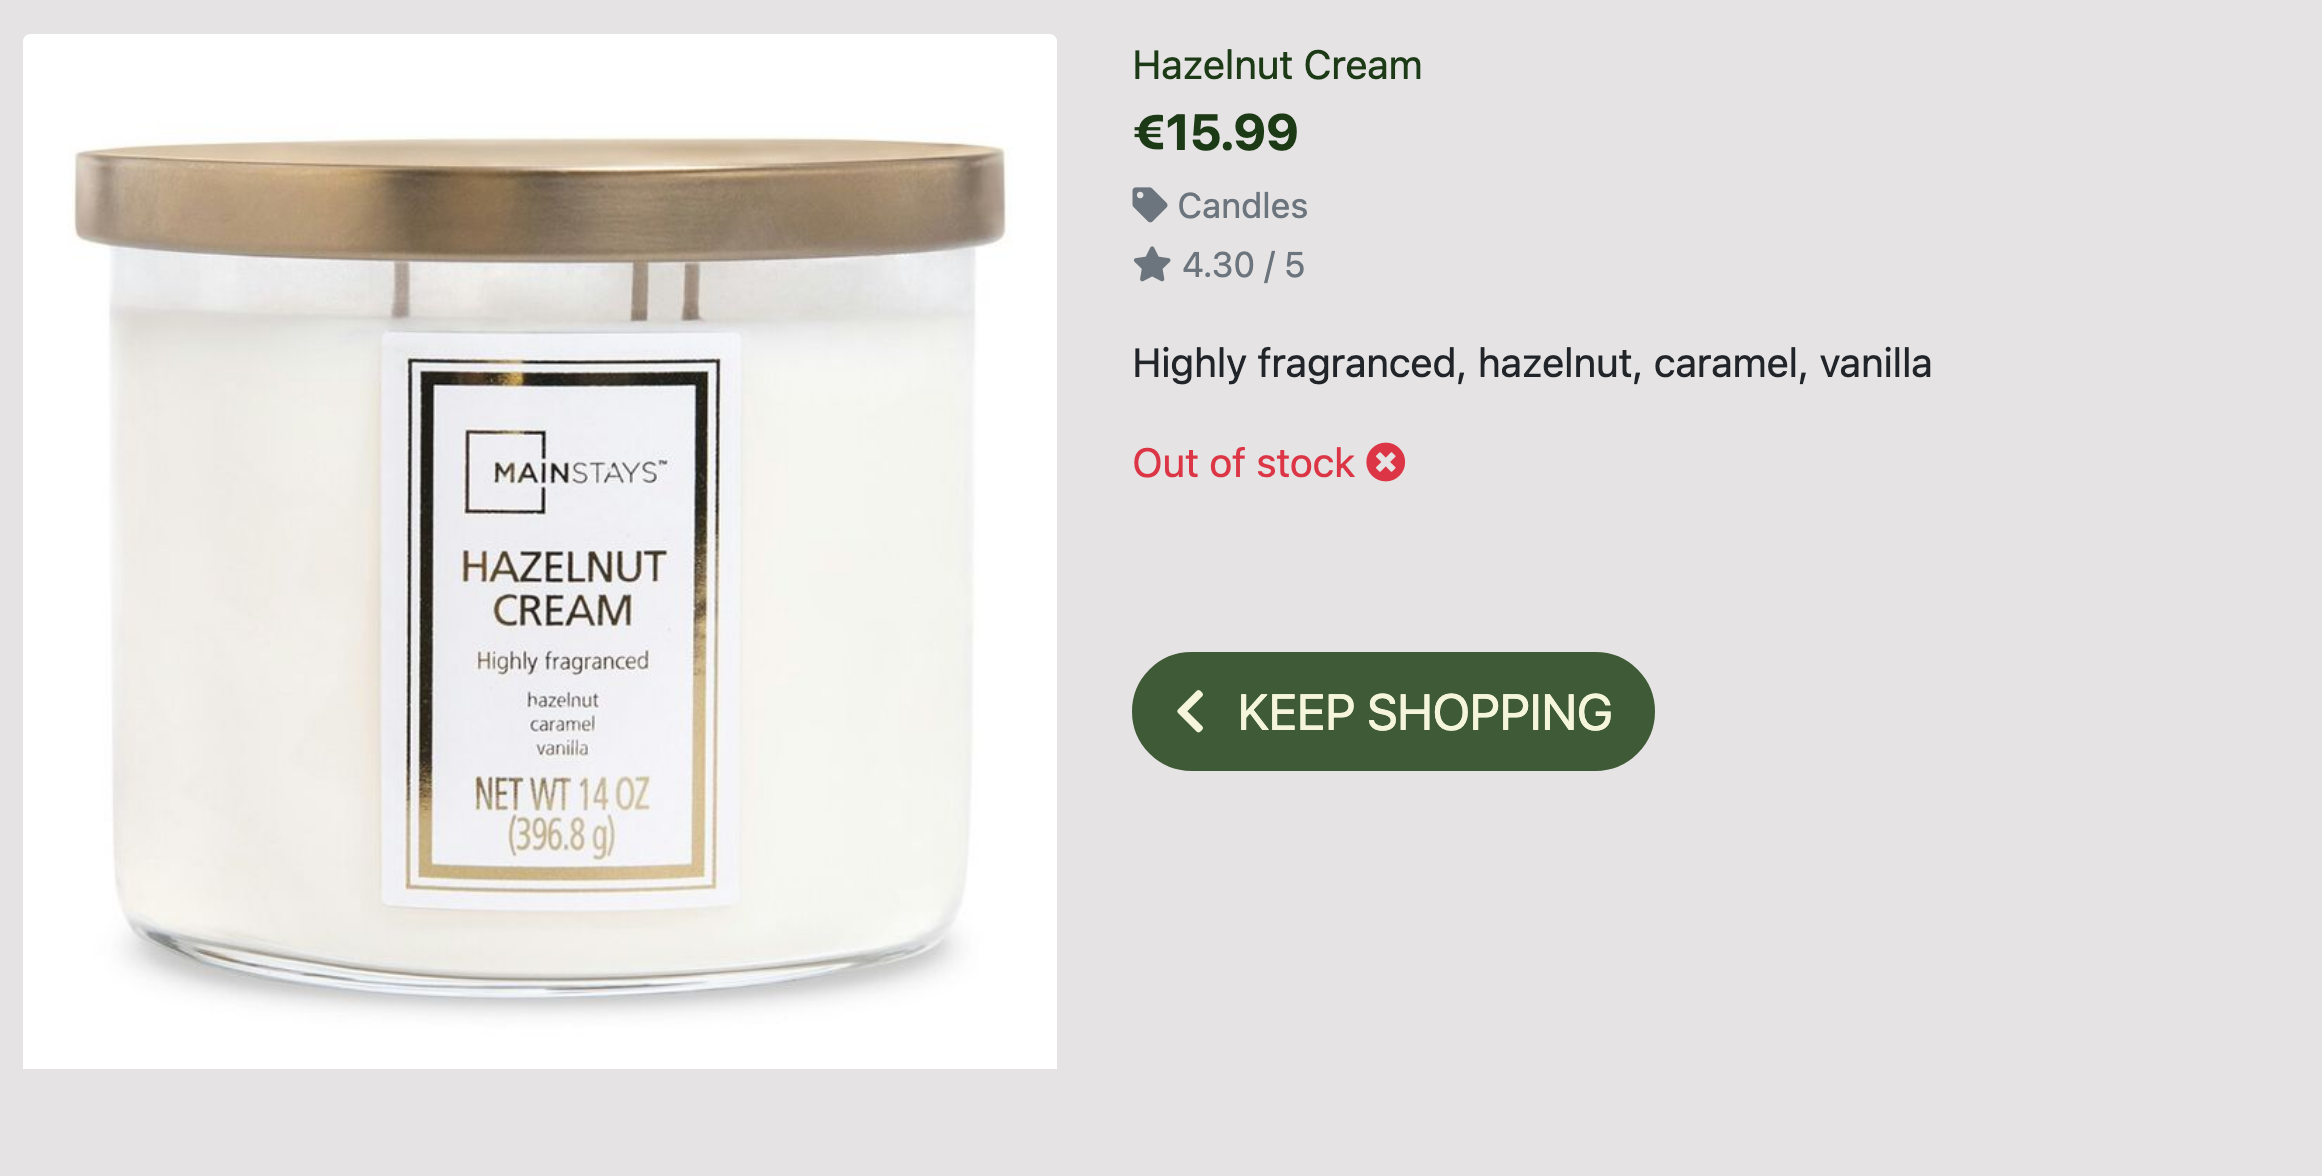 MAINSTAYS™
HAZELNUT
CREAM
Highly fragranced
hazelnut
caramel
vanilla
NET WT 14 OZ
(396.8 g)
Hazelnut Cream
€15.99
Candles
4.30 / 5
Highly fragranced, hazelnut, caramel, vanilla
Out of stock
KEEP SHOPPING